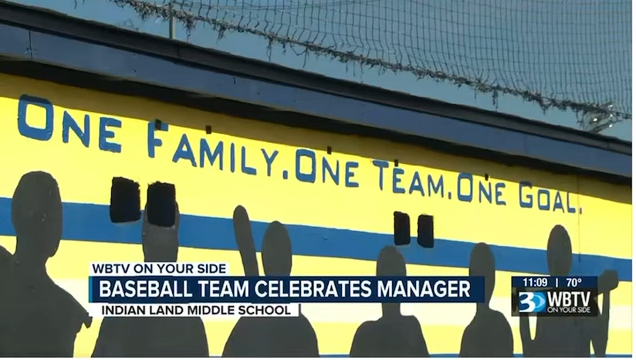 ONE FAMILY.ONE TEAM.ONE GOAL.
WBTV ON YOUR SIDE
BASEBALL TEAM CELEBRATES MANAGER
INDIAN LAND MIDDLE SCHOOL
11:09 | 70°
3 WBTV
ON YOUR SIDE